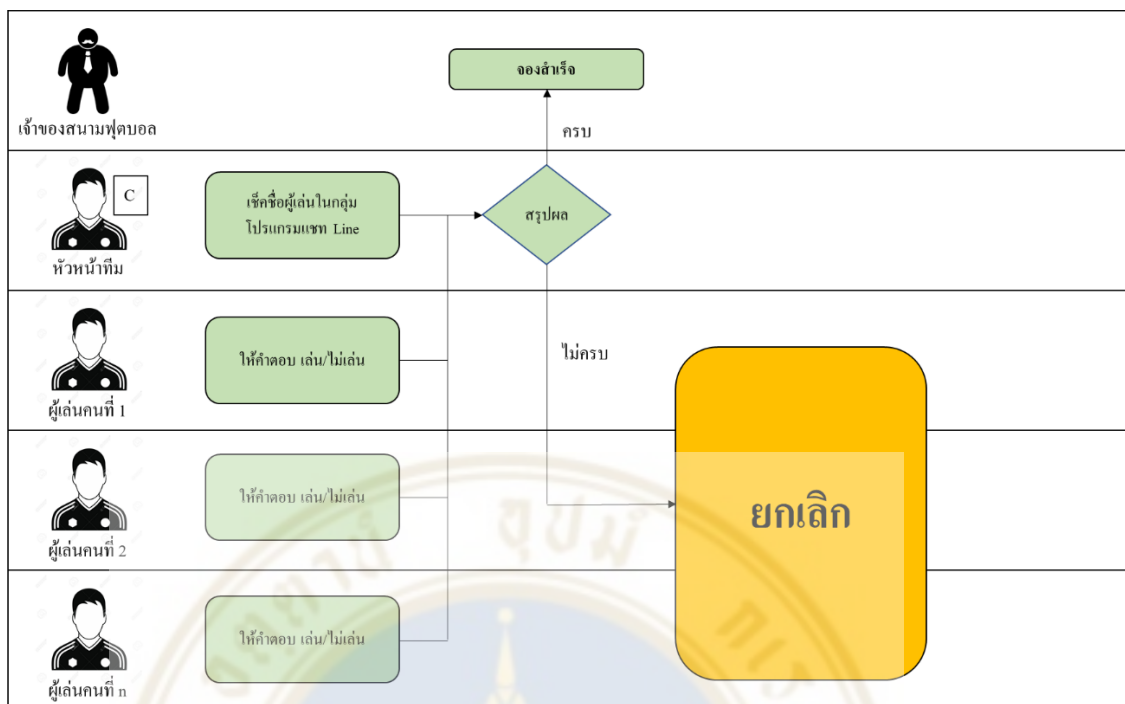 จองสำเร็จ
เจ้าของสนามฟุตบอล
ครบ
C
เช็คชื่อผู้เล่นในกลุ่ม
โปรแกรมแชท Line
สรุปผล
หัวหน้าทีม
ให้คำตอบ เล่น/ไม่เล่น
ไม่ครบ
ผู้เล่นคนที่ 1
ให้คำตอบ เล่น/ไม่เล่น
ยกเลิก
ผู้เล่นคนที่ 2
ให้คำตอบ เล่น/ไม่เล่น
ผู้เล่นคนที่ n